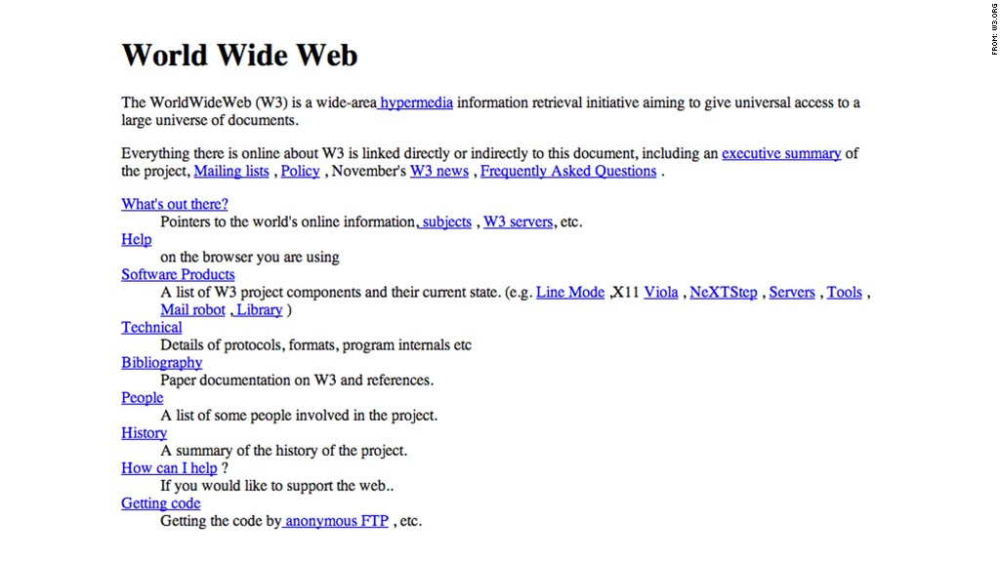 World Wide Web
The WorldWideWeb (W3) is a wide-area hypermedia information retrieval initiative aiming to give universal access to a
large universe of documents.
Everything there is online about W3 is linked directly or indirectly to this document, including an executive summary of
the project, Mailing lists , Policy , November's W3 news , Frequently Asked Questions .
What's out there?
Pointers to the world's online information, subjects , W3 servers, etc.
Help
on the browser you are using
Software Products
A list of W3 project components and their current state. (e.g. Line Mode ,X11 Viola , NeXTStep , Servers , Tools ,
Mail robot , Library )
Technical
Details of protocols, formats, program internals etc
Bibliography
Paper documentation on W3 and references.
People
A list of some people involved in the project.
History
A summary of the history of the project.
How can I help ?
If you would like to support the web..
Getting code
Getting the code by anonymous FTP , etc.
FROM: W3.ORG